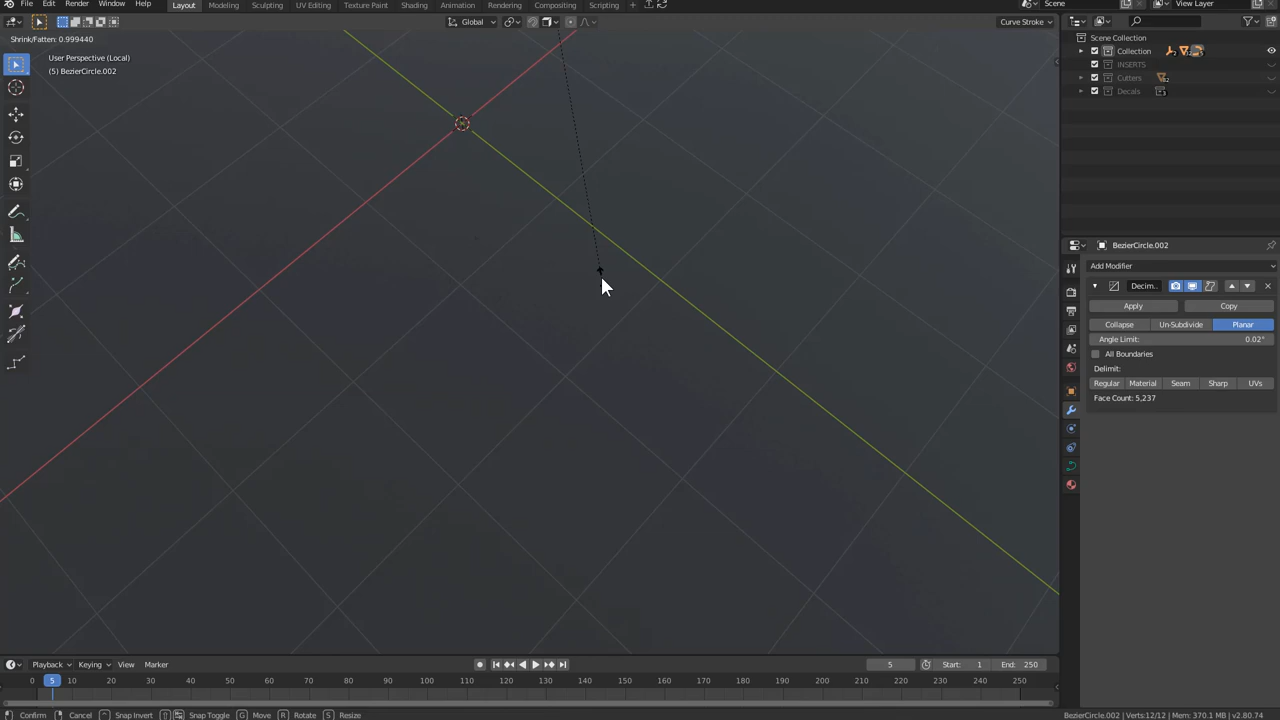 File Edit Render Window Help Layout Modeling Sculpting UV Editing Texture Paint Shading Animation Rendering Compositing Scripting + Scene View Layer
Global Curve Stroke
Shrink/Fatten: 0.999440
User Perspective (Local)
(5) BezierCircle.002
Scene Collection
Collection
INSERTS
Cutters
Decals
BezierCircle.002
Add Modifier
Decim..
Apply Copy
Collapse Un-Subdivide Planar
Angle Limit: 0.02°
All Boundaries
Delimit:
Regular Material Seam Sharp UVs
Face Count: 5,237
Playback Keying View Marker 5 Start: 1 End: 250
0 5 10 20 30 40 50 60 70 80 90 100 110 120 130 140 150 160 170 180 190 200 210 220 230 240 250
Confirm Cancel Snap Invert Snap Toggle G Move R Rotate S Resize BezierCircle.002 | Verts:12/12 | Mem: 370.1 MB | v2.80.74